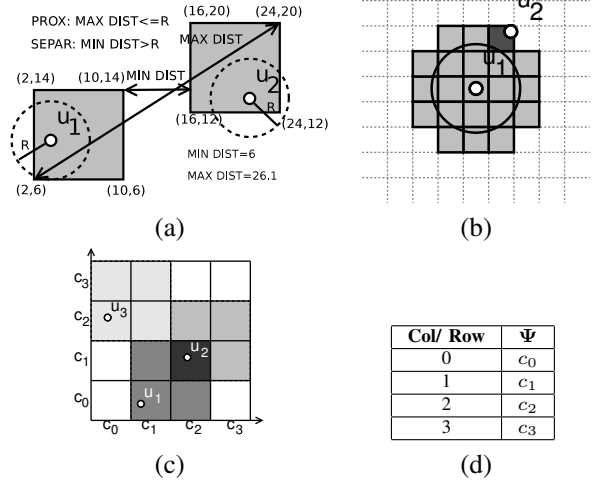 PROX: MAX DIST<=R
SEPAR: MIN DIST>R
(16,20) (24,20)
MAX DIST
(2,14) (10,14) MIN DIST
u2
R
(16,12) (24,12)
u1
R
(2,6) (10,6)
MIN DIST=6
MAX DIST=26.1
(a)
u2
u1
(b)
c3
c2
u3
c1
u2
c0
u1
c0 c1 c2 c3
(c)
Col/ Row Ψ
0 c0
1 c1
2 c2
3 c3
(d)